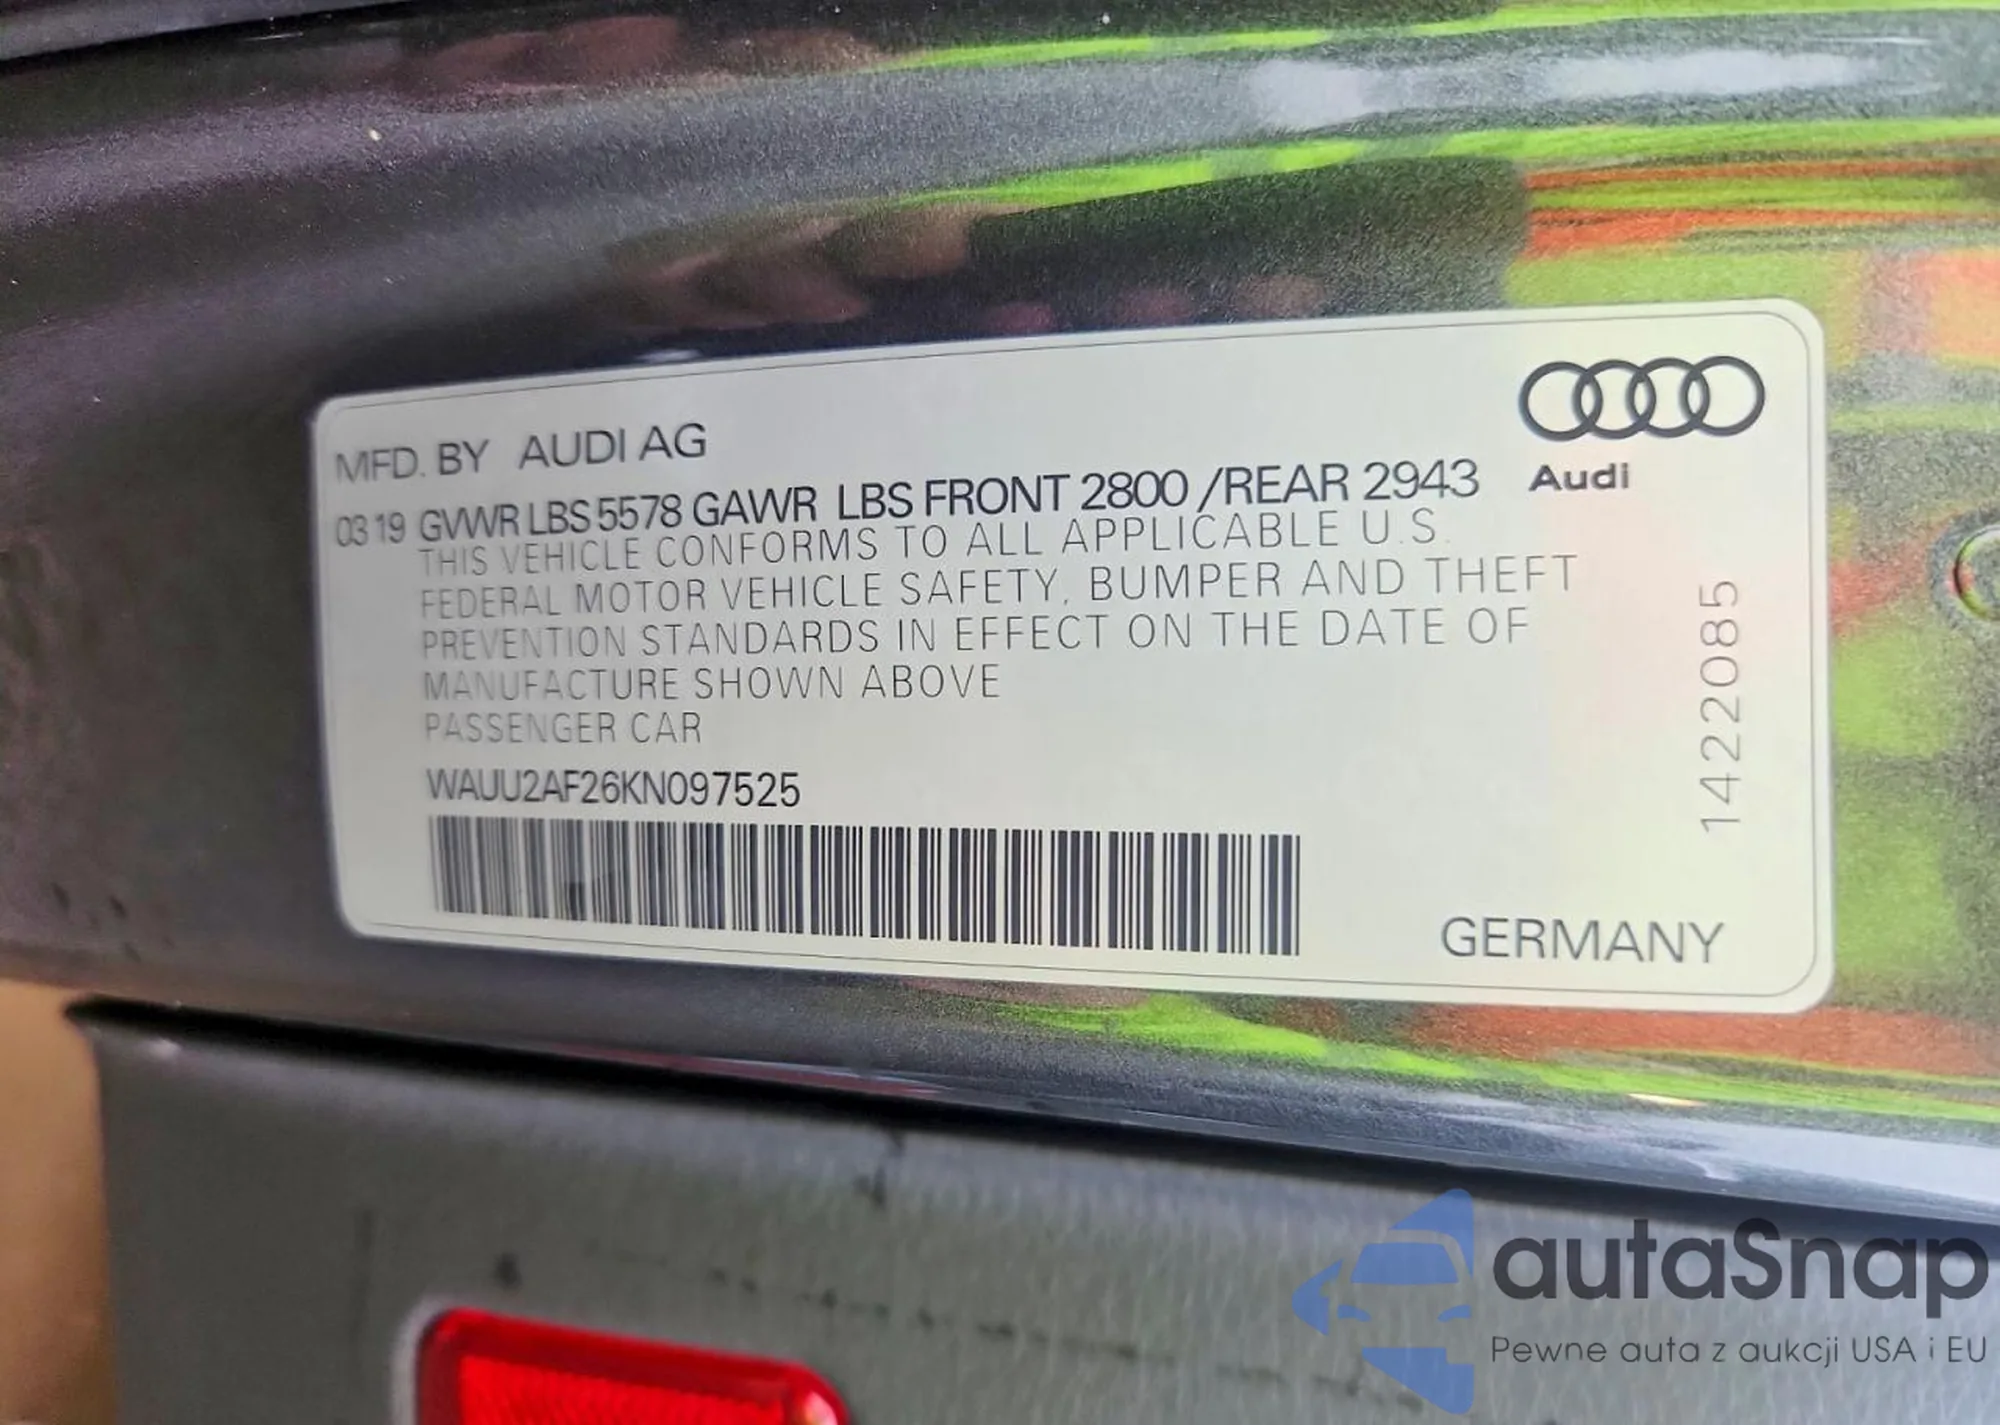 MFD. BY AUDI AG
03 19 GVWR LBS 5578 GAWR LBS FRONT 2800 /REAR 2943
THIS VEHICLE CONFORMS TO ALL APPLICABLE U.S.
FEDERAL MOTOR VEHICLE SAFETY, BUMPER AND THEFT
PREVENTION STANDARDS IN EFFECT ON THE DATE OF
MANUFACTURE SHOWN ABOVE
PASSENGER CAR
WAUU2AF26KN097525
Audi
1422085
GERMANY
autaSnap
Pewne auta z aukcji USA i EU